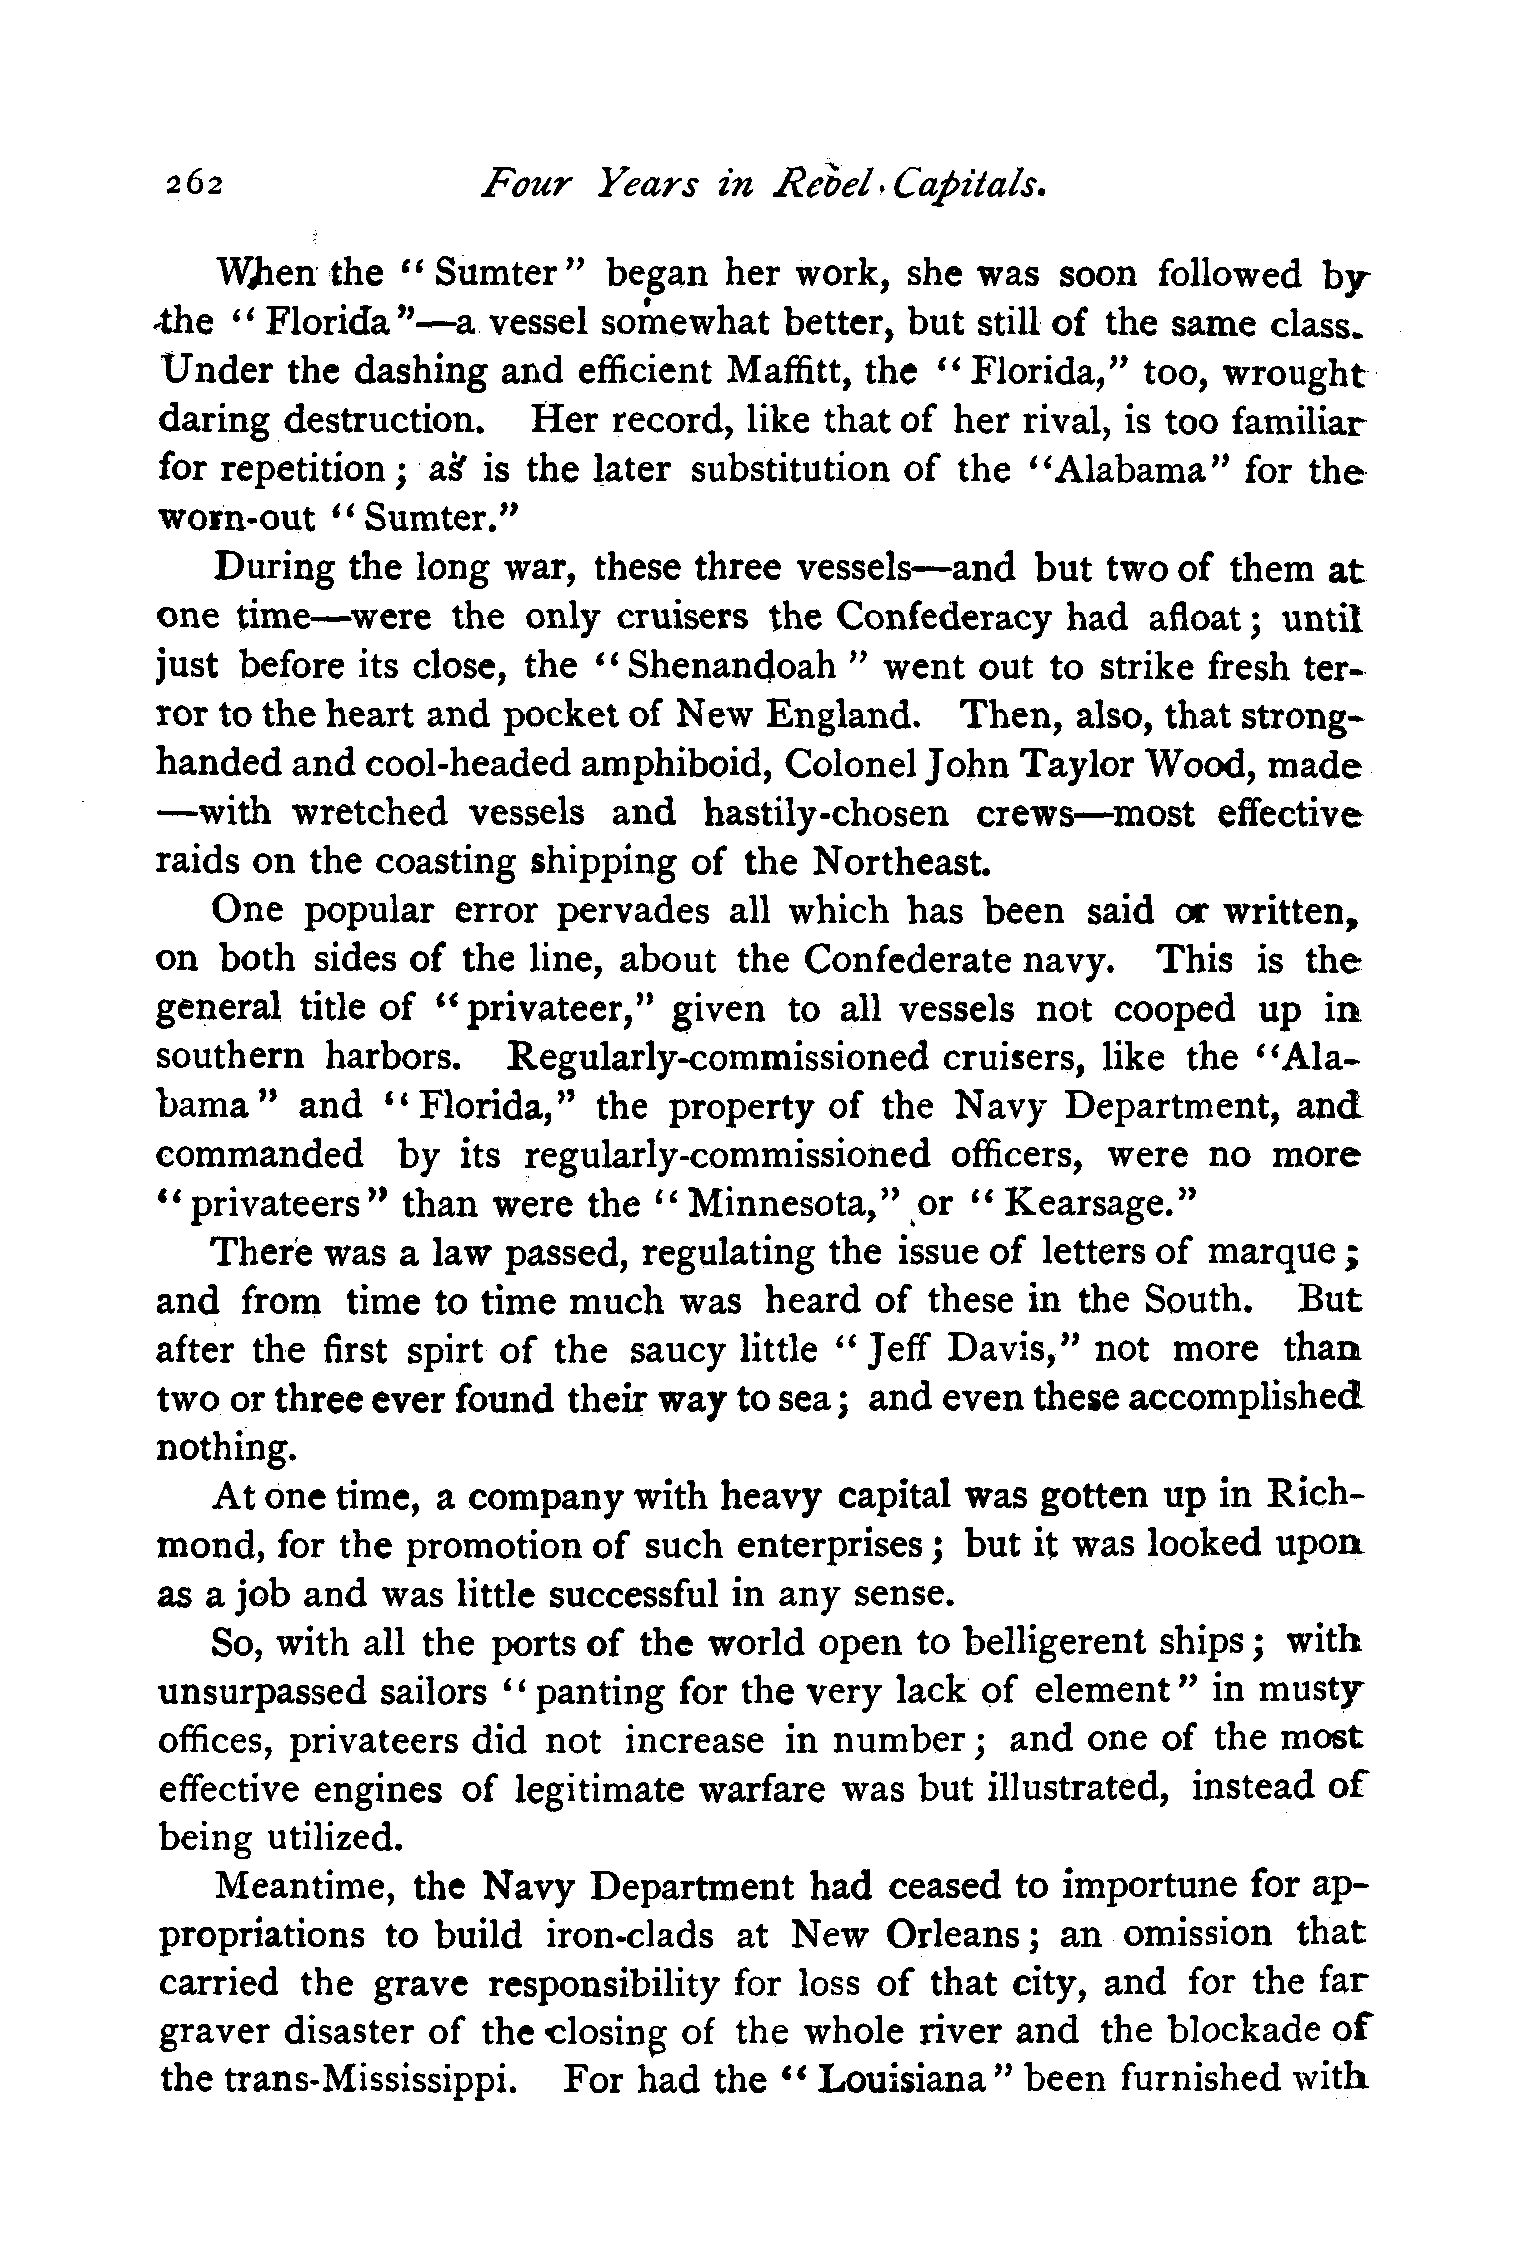 262 Four Years in Rebel Capitals.
When the "Sumter" began her work, she was soon followed by
the "Florida"—a vessel somewhat better, but still of the same class.
Under the dashing and efficient Maffitt, the "Florida," too, wrought
daring destruction. Her record, like that of her rival, is too familiar
for repetition; as is the later substitution of the "Alabama" for the
worn-out "Sumter."
During the long war, these three vessels—and but two of them at
one time—were the only cruisers the Confederacy had afloat; until
just before its close, the "Shenandoah" went out to strike fresh ter-
ror to the heart and pocket of New England. Then, also, that strong-
handed and cool-headed amphiboid, Colonel John Taylor Wood, made
—with wretched vessels and hastily-chosen crews—most effective
raids on the coasting shipping of the Northeast.
One popular error pervades all which has been said or written,
on both sides of the line, about the Confederate navy. This is the
general title of "privateer," given to all vessels not cooped up in
southern harbors. Regularly-commissioned cruisers, like the "Ala-
bama" and "Florida," the property of the Navy Department, and
commanded by its regularly-commissioned officers, were no more
"privateers" than were the "Minnesota," or "Kearsage."
There was a law passed, regulating the issue of letters of marque;
and from time to time much was heard of these in the South. But
after the first spirt of the saucy little "Jeff Davis," not more than
two or three ever found their way to sea; and even these accomplished
nothing.
At one time, a company with heavy capital was gotten up in Rich-
mond, for the promotion of such enterprises; but it was looked upon
as a job and was little successful in any sense.
So, with all the ports of the world open to belligerent ships; with
unsurpassed sailors "panting for the very lack of element" in musty
offices, privateers did not increase in number; and one of the most
effective engines of legitimate warfare was but illustrated, instead of
being utilized.
Meantime, the Navy Department had ceased to importune for ap-
propriations to build iron-clads at New Orleans; an omission that
carried the grave responsibility for loss of that city, and for the far
graver disaster of the closing of the whole river and the blockade of
the trans-Mississippi. For had the "Louisiana" been furnished with